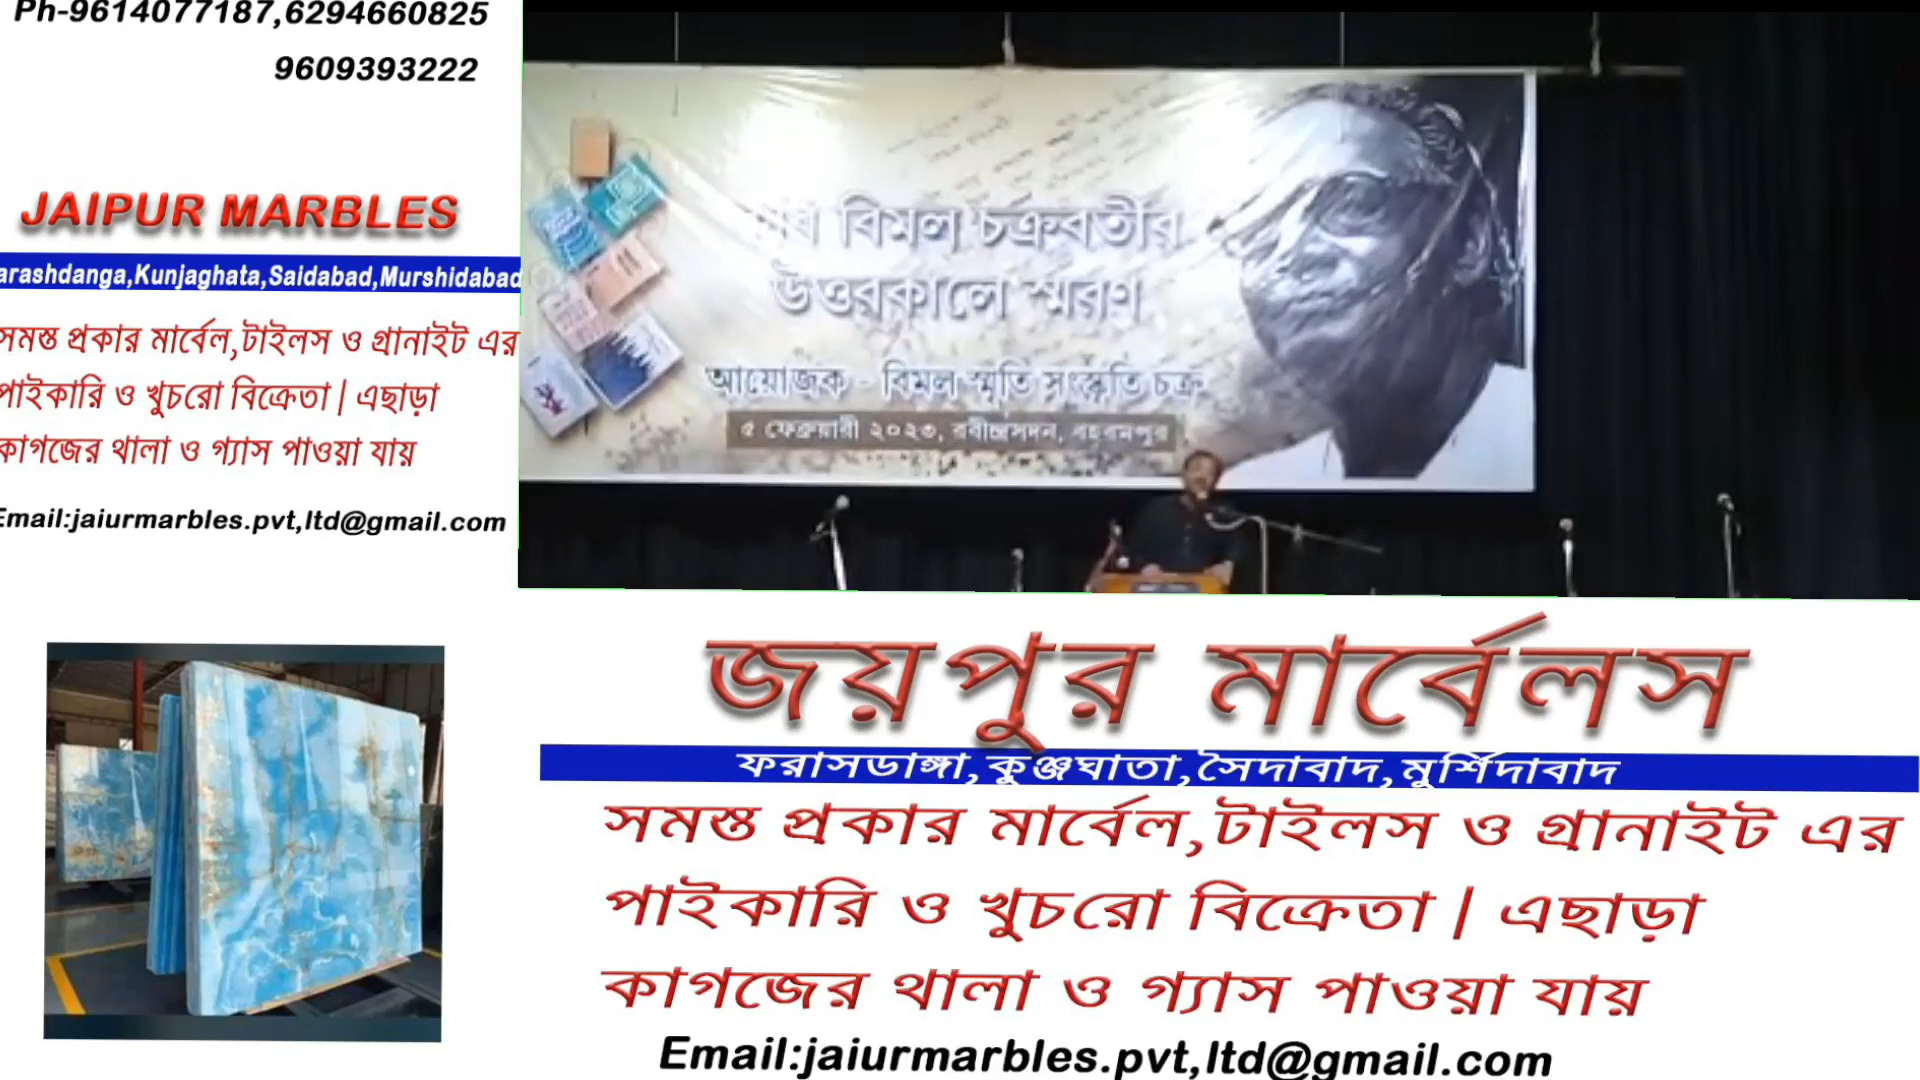 Ph-9614077187,6294660825
9609393222
JAIPUR MARBLES
arashdanga,Kunjaghata,Saidabad,Murshidabad
সমস্ত প্রকার মার্বেল,টাইলস ও গ্রানাইট এর
পাইকারি ও খুচরো বিক্রেতা | এছাড়া
কাগজের থালা ও গ্যাস পাওয়া যায়
Email:jaiurmarbles.pvt,ltd@gmail.com
বিমল চক্রবর্তীর
উত্তরকালে স্মরণ
আয়োজক - বিমল স্মৃতি সংস্কৃতি চক্র
৫ ফেব্রুয়ারী ২০২৩, রবীন্দ্রসদন, বহরমপুর
জয়পুর মার্বেলস
ফরাসডাঙ্গা,কুঞ্জঘাতা,সৈদাবাদ,মুর্শিদাবাদ
সমস্ত প্রকার মার্বেল,টাইলস ও গ্রানাইট এর
পাইকারি ও খুচরো বিক্রেতা | এছাড়া
কাগজের থালা ও গ্যাস পাওয়া যায়
Email:jaiurmarbles.pvt,ltd@gmail.com